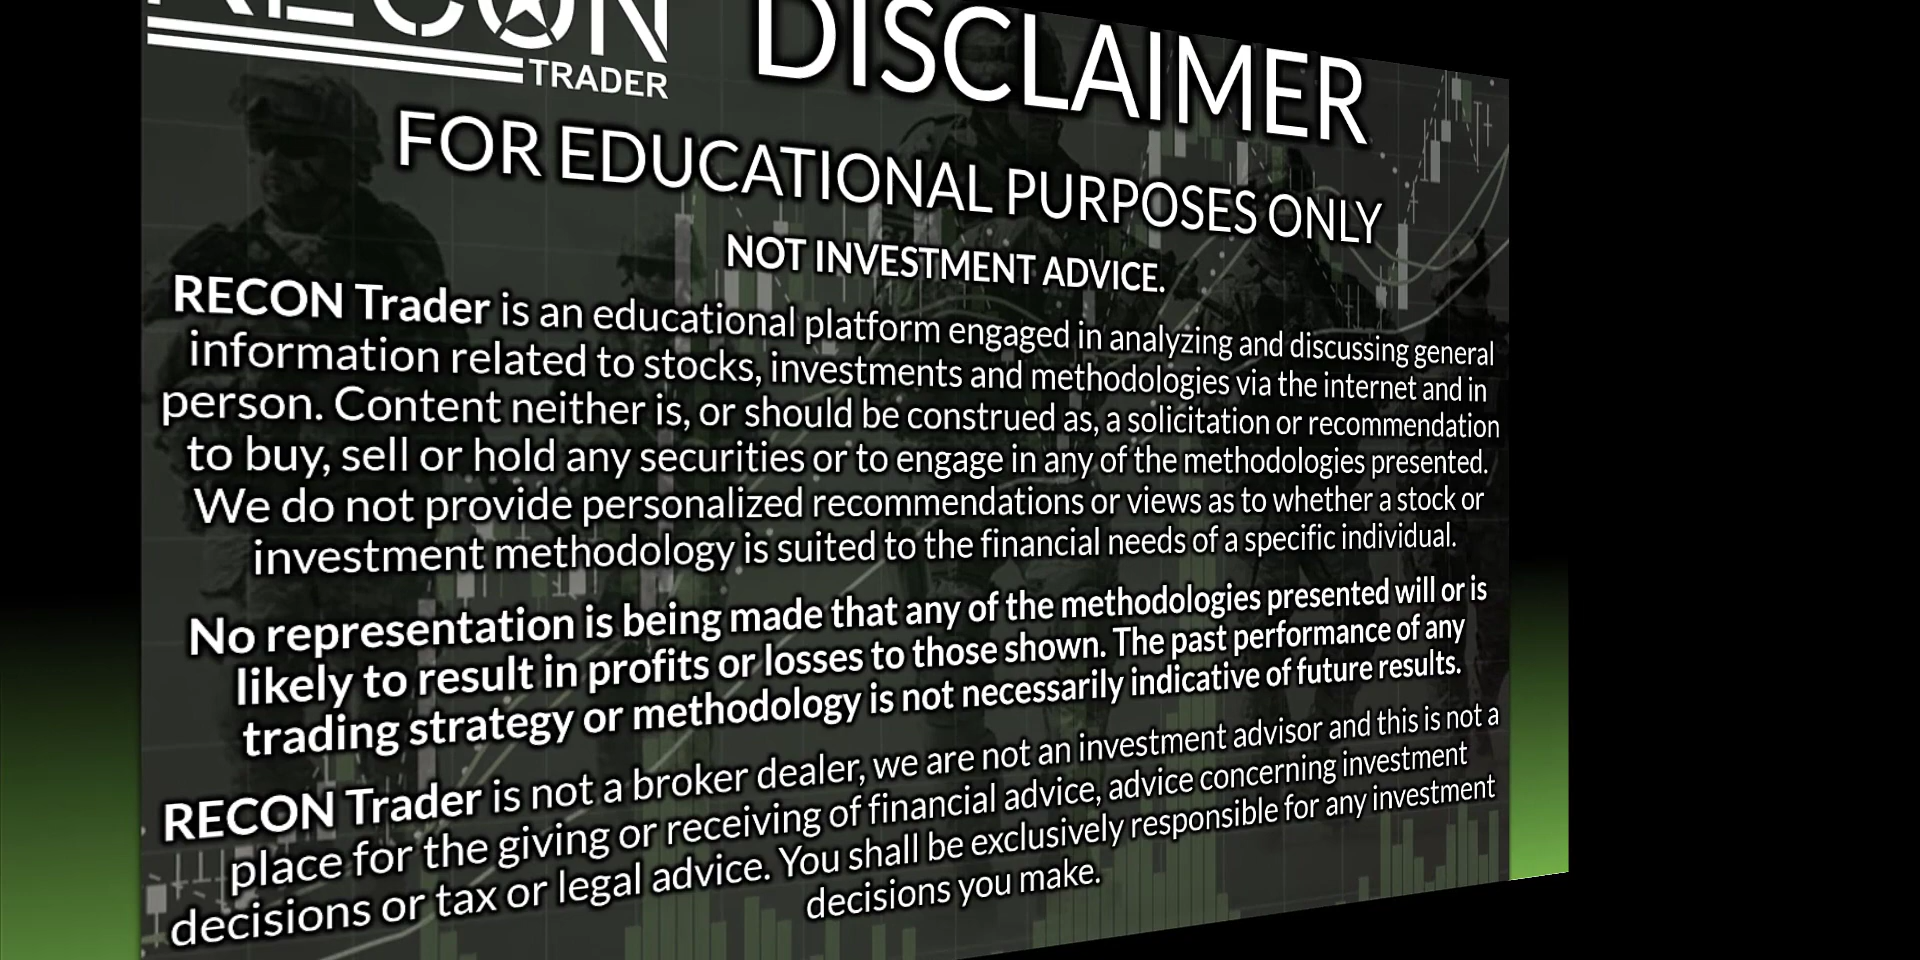 RECON
TRADER
DISCLAIMER
FOR EDUCATIONAL PURPOSES ONLY
NOT INVESTMENT ADVICE.
RECON Trader is an educational platform engaged in analyzing and discussing general
information related to stocks, investments and methodologies via the internet and in
person. Content neither is, or should be construed as, a solicitation or recommendation
to buy, sell or hold any securities or to engage in any of the methodologies presented.
We do not provide personalized recommendations or views as to whether a stock or
investment methodology is suited to the financial needs of a specific individual.
No representation is being made that any of the methodologies presented will or is
likely to result in profits or losses to those shown. The past performance of any
trading strategy or methodology is not necessarily indicative of future results.
RECON Trader is not a broker dealer, we are not an investment advisor and this is not a
place for the giving or receiving of financial advice, advice concerning investment
decisions or tax or legal advice. You shall be exclusively responsible for any investment
decisions you make.